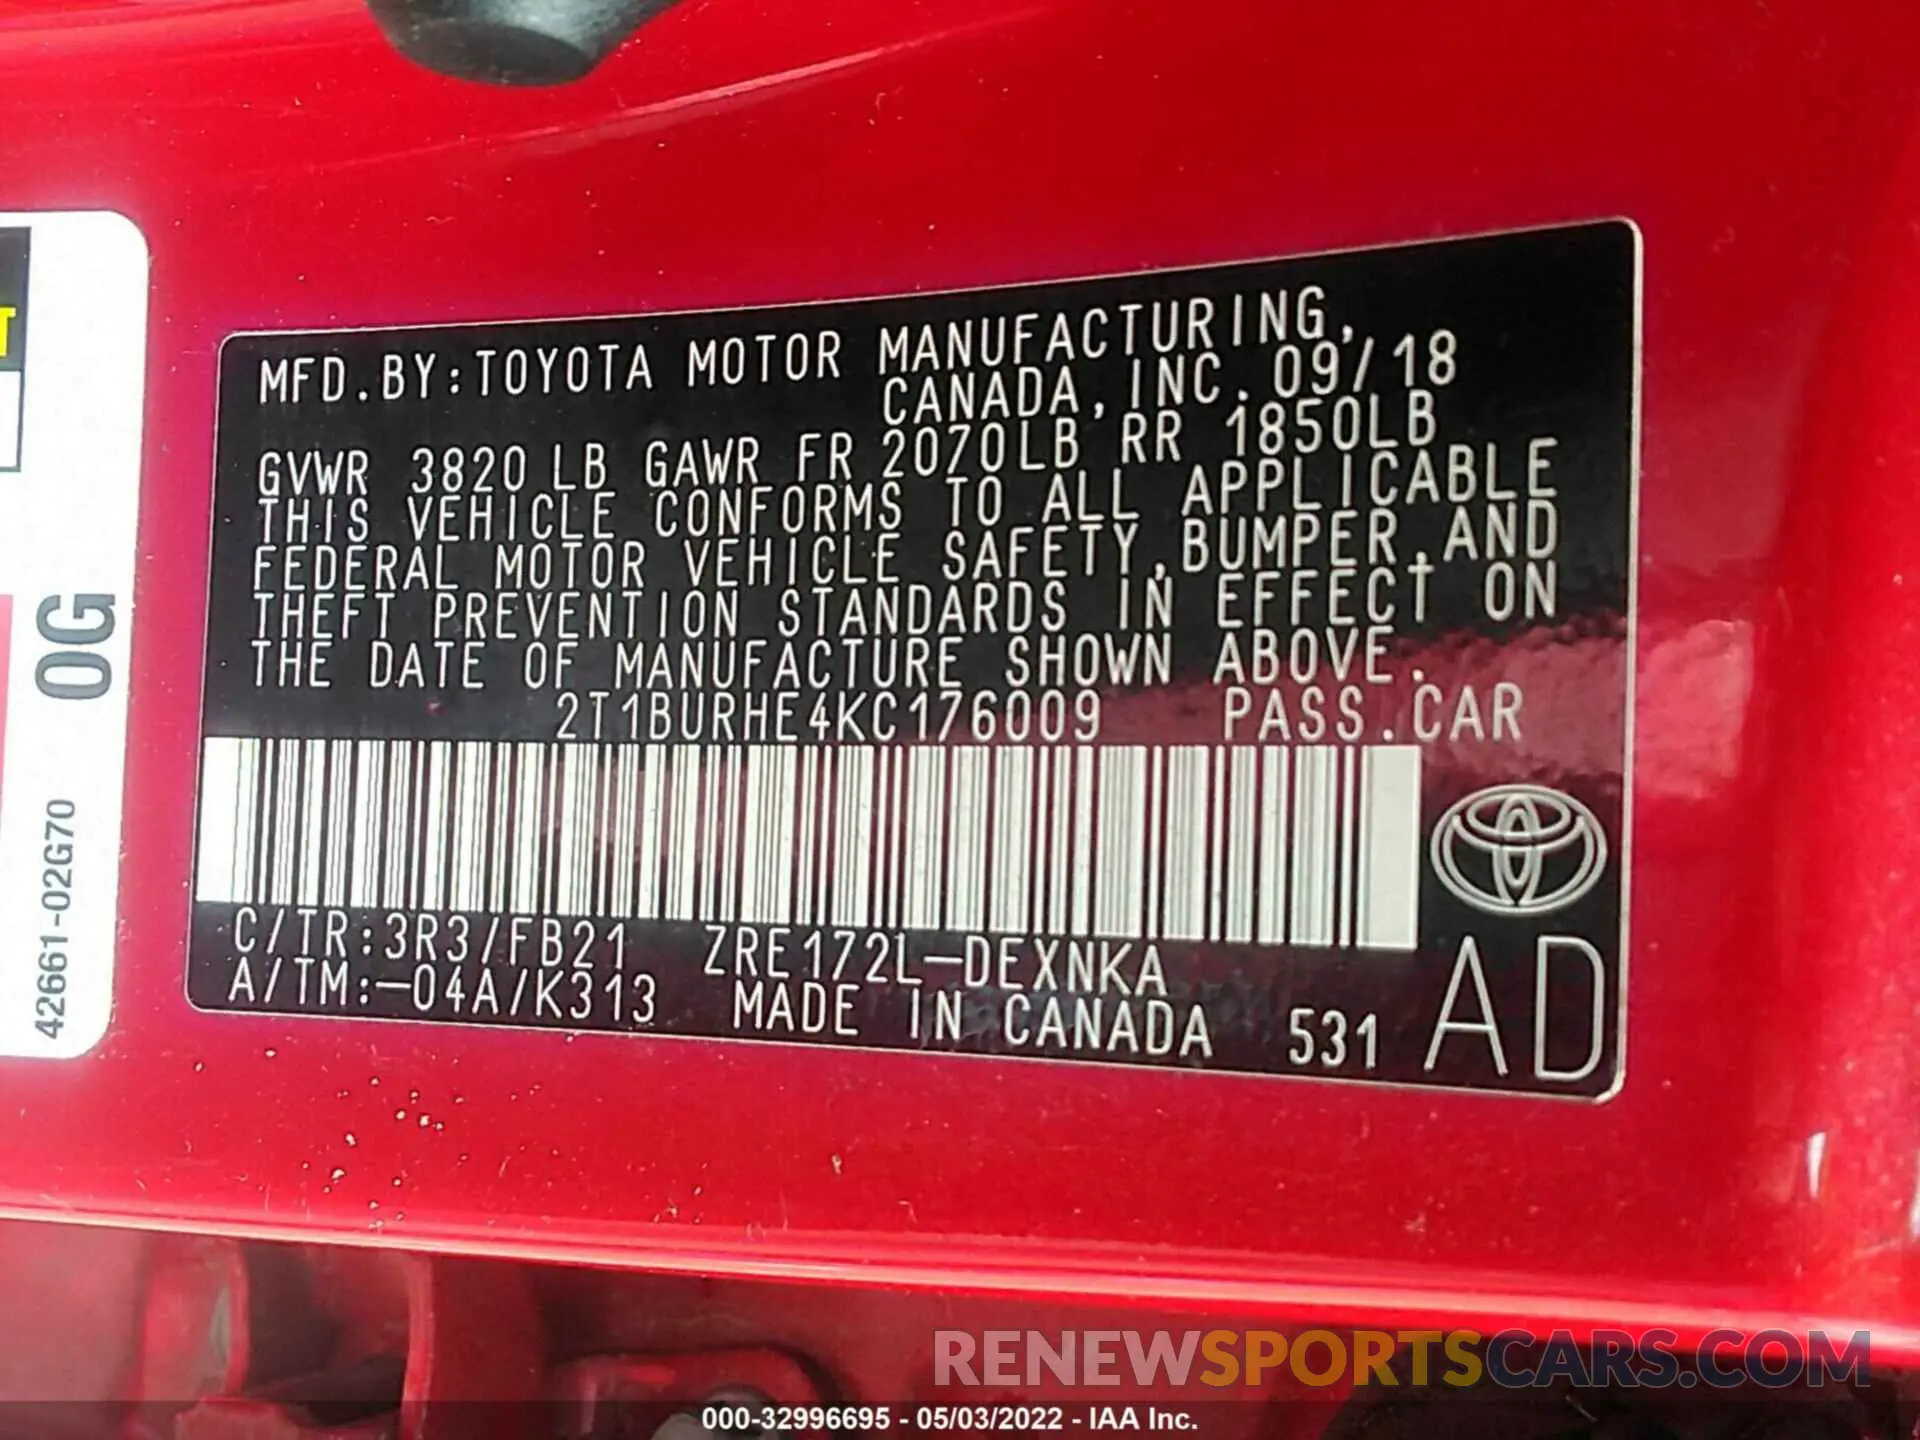 MFD.BY:TOYOTA MOTOR MANUFACTURING,
CANADA,INC. 09/18
GVWR 3820 LB GAWR FR 2070LB RR 1850LB
THIS VEHICLE CONFORMS TO ALL APPLICABLE
FEDERAL MOTOR VEHICLE SAFETY,BUMPER,AND
THEFT PREVENTION STANDARDS IN EFFECT ON
THE DATE OF MANUFACTURE SHOWN ABOVE.
2T1BURHE4KC176009 PASS.CAR
C/TR:3R3/FB21 ZRE172L-DEXNKA
A/TM:-04A/K313 MADE IN CANADA 531 AD
T
0G
42661-02G70
RENEWSPORTSCARS.COM
000-32996695 - 05/03/2022 - IAA Inc.